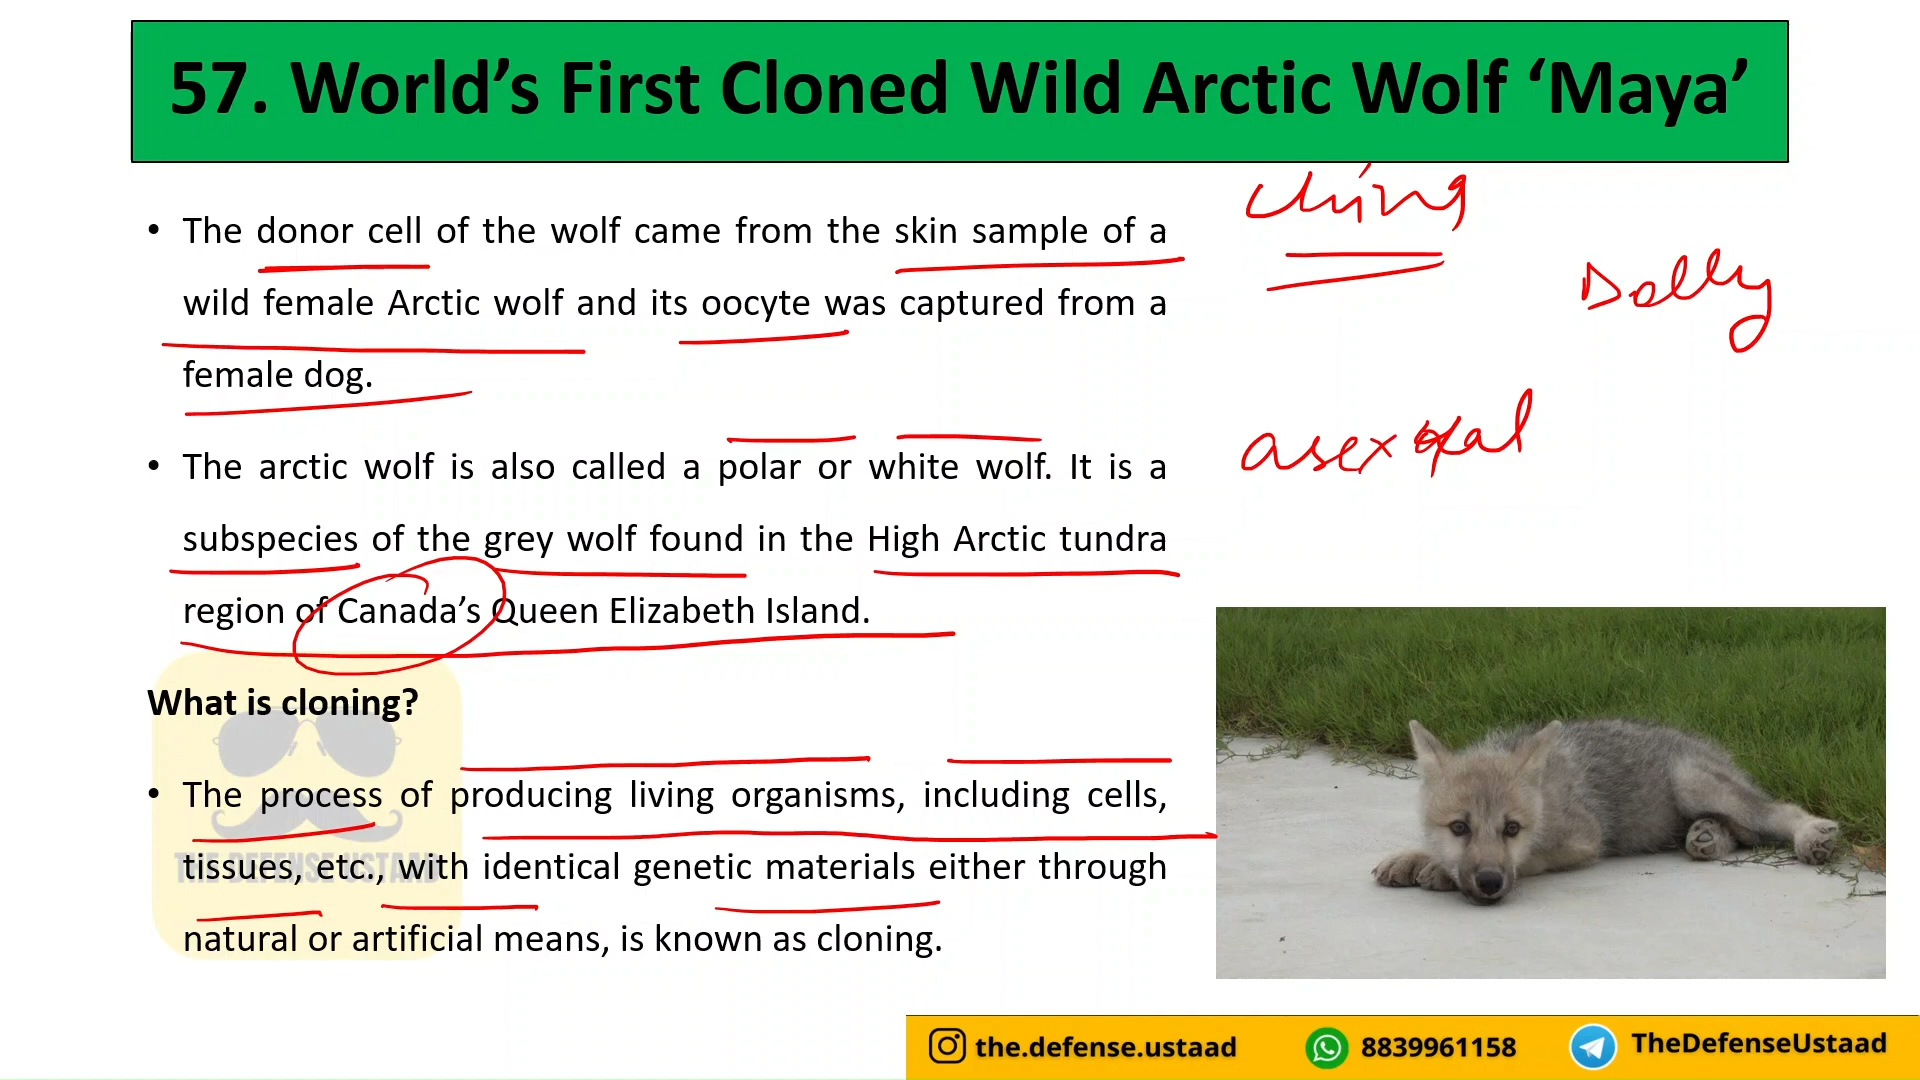 57. World’s First Cloned Wild Arctic Wolf ‘Maya’
• The donor cell of the wolf came from the skin sample of a
wild female Arctic wolf and its oocyte was captured from a
female dog.
• The arctic wolf is also called a polar or white wolf. It is a
subspecies of the grey wolf found in the High Arctic tundra
region of Canada’s Queen Elizabeth Island.
What is cloning?
• The process of producing living organisms, including cells,
tissues, etc., with identical genetic materials either through
natural or artificial means, is known as cloning.
THE DEFENSE USTAAD
Dolly
asexual
the.defense.ustaad
8839961158
TheDefenseUstaad